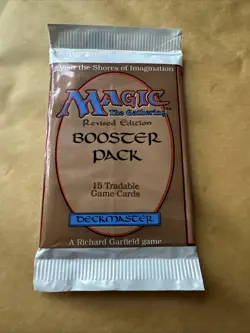 Visit the Shores of Imagination
MAGIC
The Gathering™
Revised Edition
BOOSTER
PACK
15 Tradable
Game Cards
DECKMASTER
A Richard Garfield game